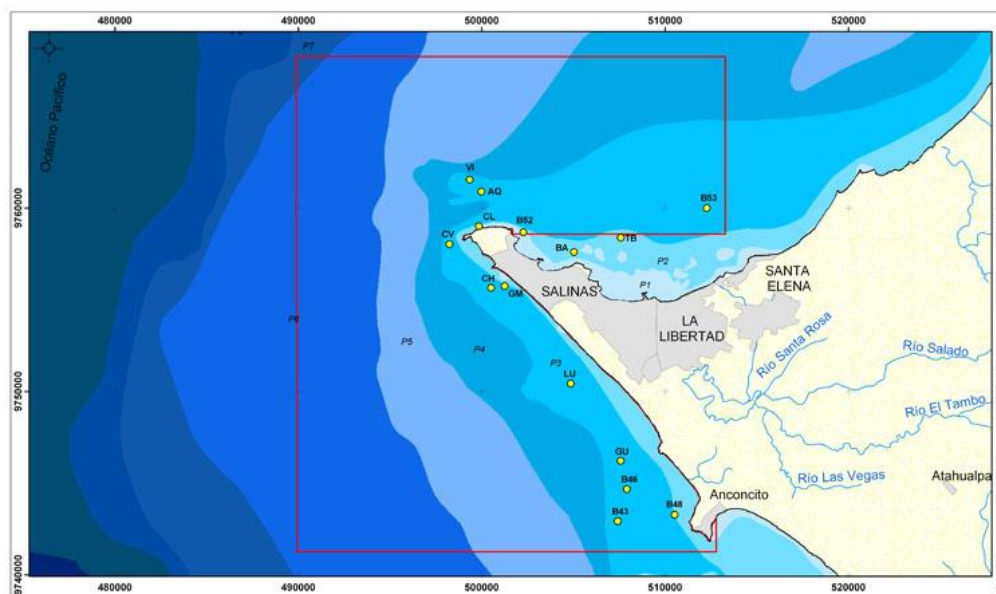 480000 490000 500000 510000 520000
P7
Océano Pacífico
VI
AQ
B53
9760000
CL
B52
CV
TB
BA
P2
CH
GM
SALINAS
P1
SANTA
ELENA
LA
LIBERTAD
P6
P5
P4
P3
Río Santa Rosa
Río Salado
LU
9750000
Río El Tambo
GU
Río Las Vegas
B46
Anconcito
Atahualpa
B43
B48
9740000
480000 490000 500000 510000 520000